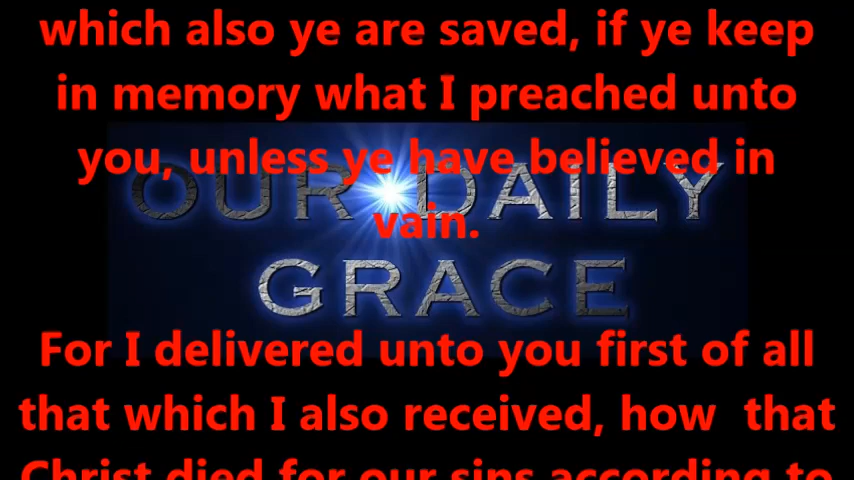 which also ye are saved, if ye keep
in memory what I preached unto
you, unless ye have believed in
vain.
OUR DAILY
GRACE
For I delivered unto you first of all
that which I also received, how that
Christ died for our sins according to